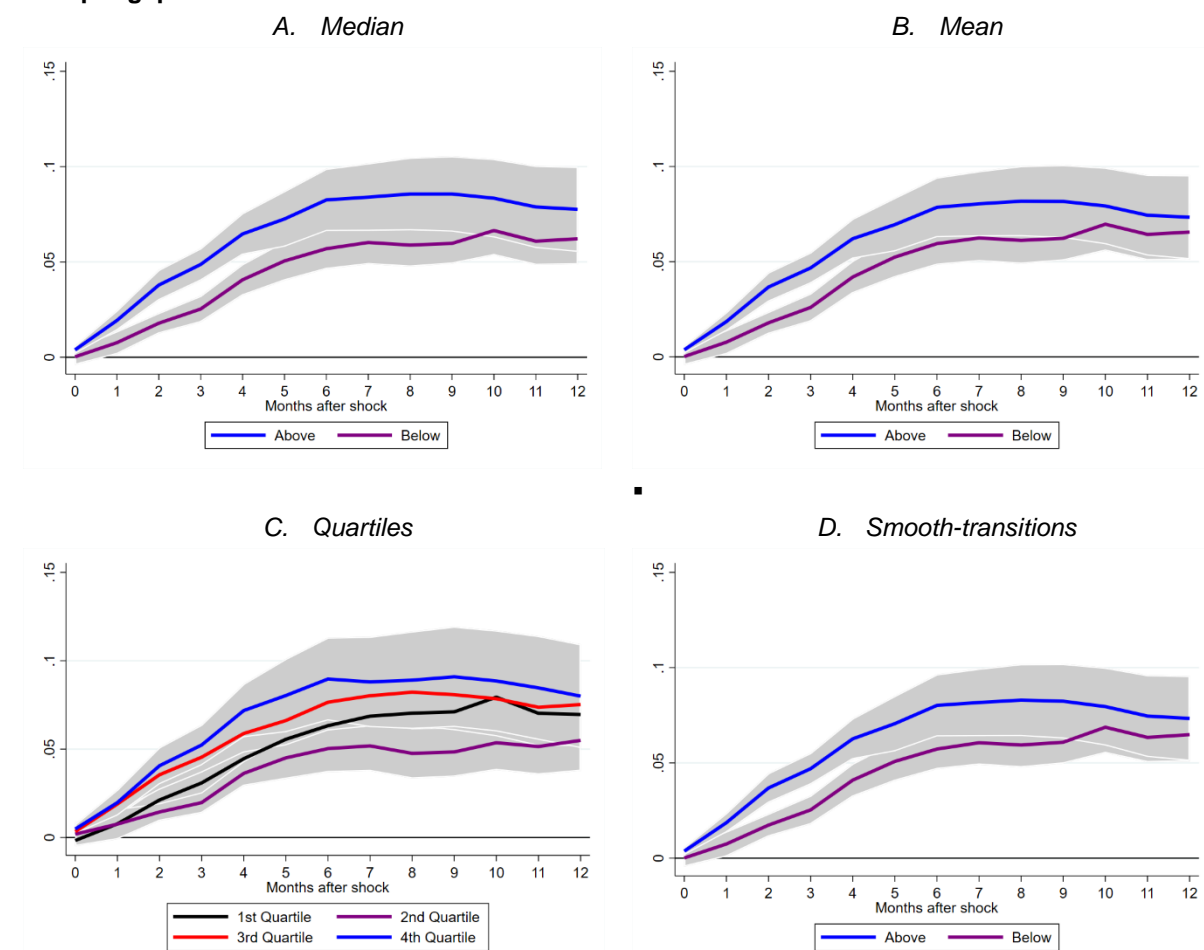 A. Median
.15
.1
.05
0
0 1 2 3 4 5 6 7 8 9 10 11 12
Months after shock
Above Below
B. Mean
.15
.1
.05
0
0 1 2 3 4 5 6 7 8 9 10 11 12
Months after shock
Above Below
C. Quartiles
.15
.1
.05
0
0 1 2 3 4 5 6 7 8 9 10 11 12
Months after shock
1st Quartile 2nd Quartile
3rd Quartile 4th Quartile
D. Smooth-transitions
.15
.1
.05
0
0 1 2 3 4 5 6 7 8 9 10 11 12
Months after shock
Above Below